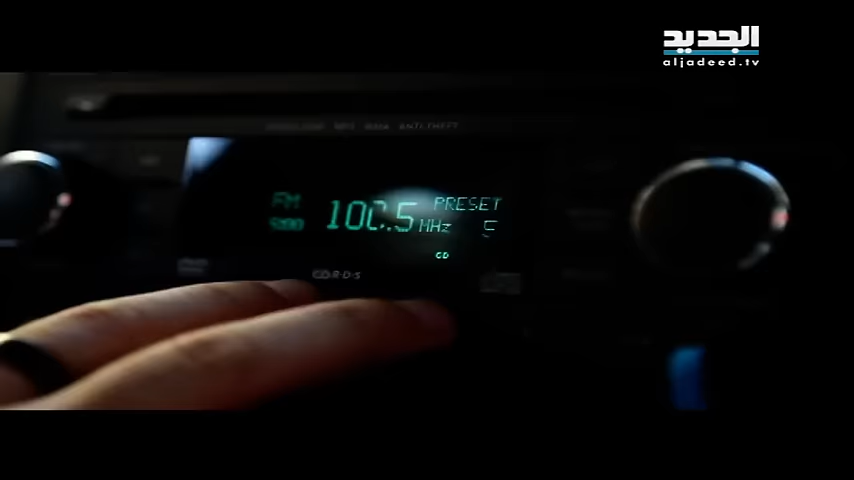 الجديد
aljadeed.tv
ANTI-THEFT
FM 100.5 MHz PRESET 5
CD
R·D·S